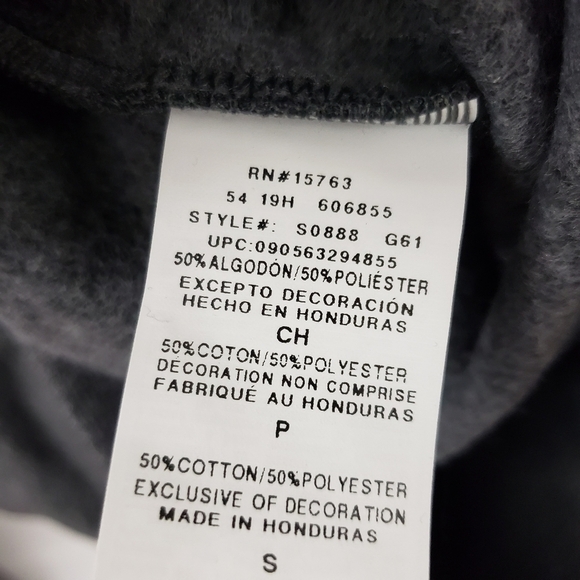 RN#15763
54 19H 606855
STYLE#: S0888 G61
UPC:090563294855
50%ALGODÓN/50%POLIÉSTER
EXCEPTO DECORACIÓN
HECHO EN HONDURAS
CH
50%COTON/50%POLYESTER
DÉCORATION NON COMPRISE
FABRIQUÉ AU HONDURAS
P
50%COTTON/50%POLYESTER
EXCLUSIVE OF DECORATION
MADE IN HONDURAS
S